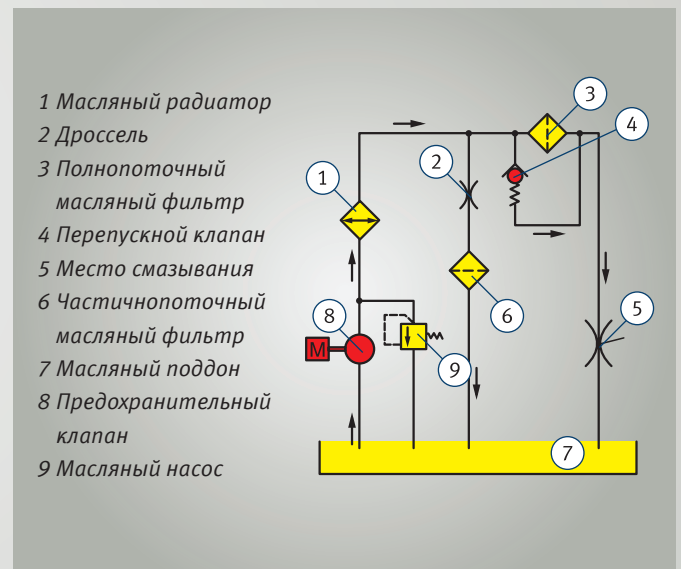 1 Масляный радиатор
2 Дроссель
3 Полнопоточный
масляный фильтр
4 Перепускной клапан
5 Место смазывания
6 Частичнопоточный
масляный фильтр
7 Масляный поддон
8 Предохранительный
клапан
9 Масляный насос
3
4
2
1
5
6
8
M
9
7